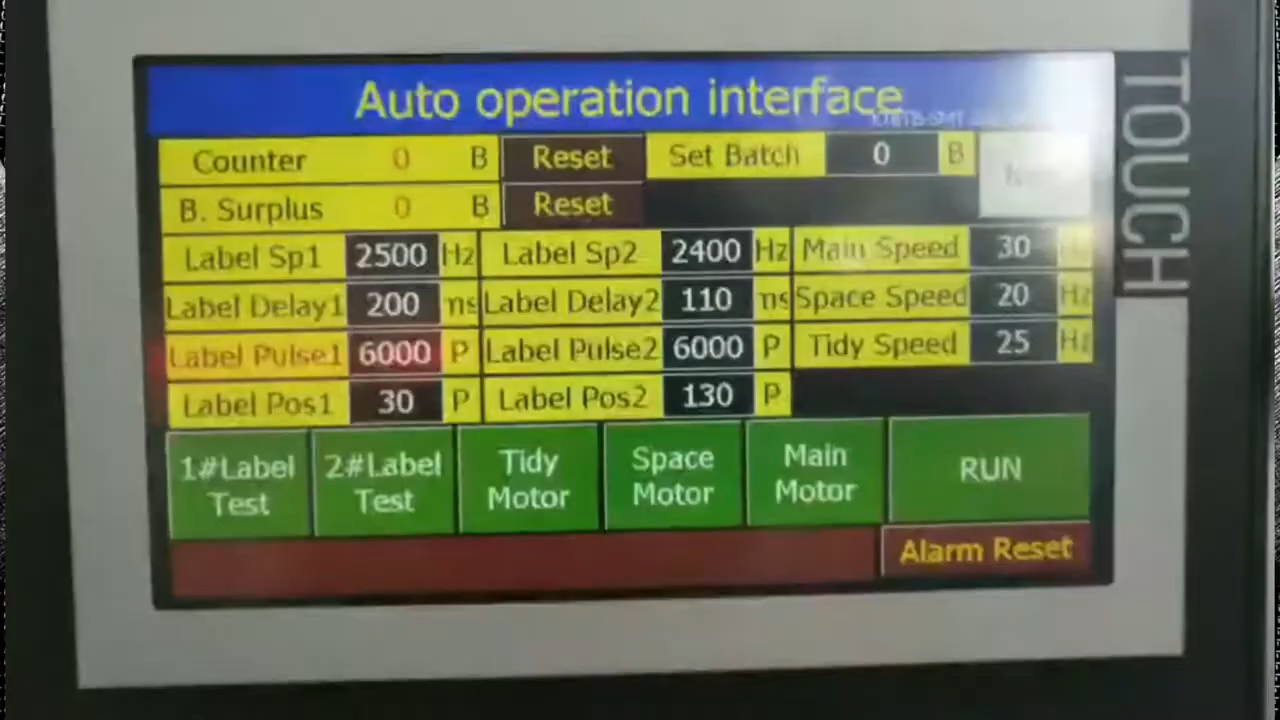 Auto operation interface
Counter 0 B Reset Set Batch 0 B
B. Surplus 0 B Reset
Label Sp1 2500 Hz Label Sp2 2400 Hz Main Speed 30 Hz
Label Delay1 200 ms Label Delay2 110 ms Space Speed 20 Hz
Label Pulse1 6000 P Label Pulse2 6000 P Tidy Speed 25 Hz
Label Pos1 30 P Label Pos2 130 P
1#Label Test
2#Label Test
Tidy Motor
Space Motor
Main Motor
RUN
Alarm Reset
TOUCH